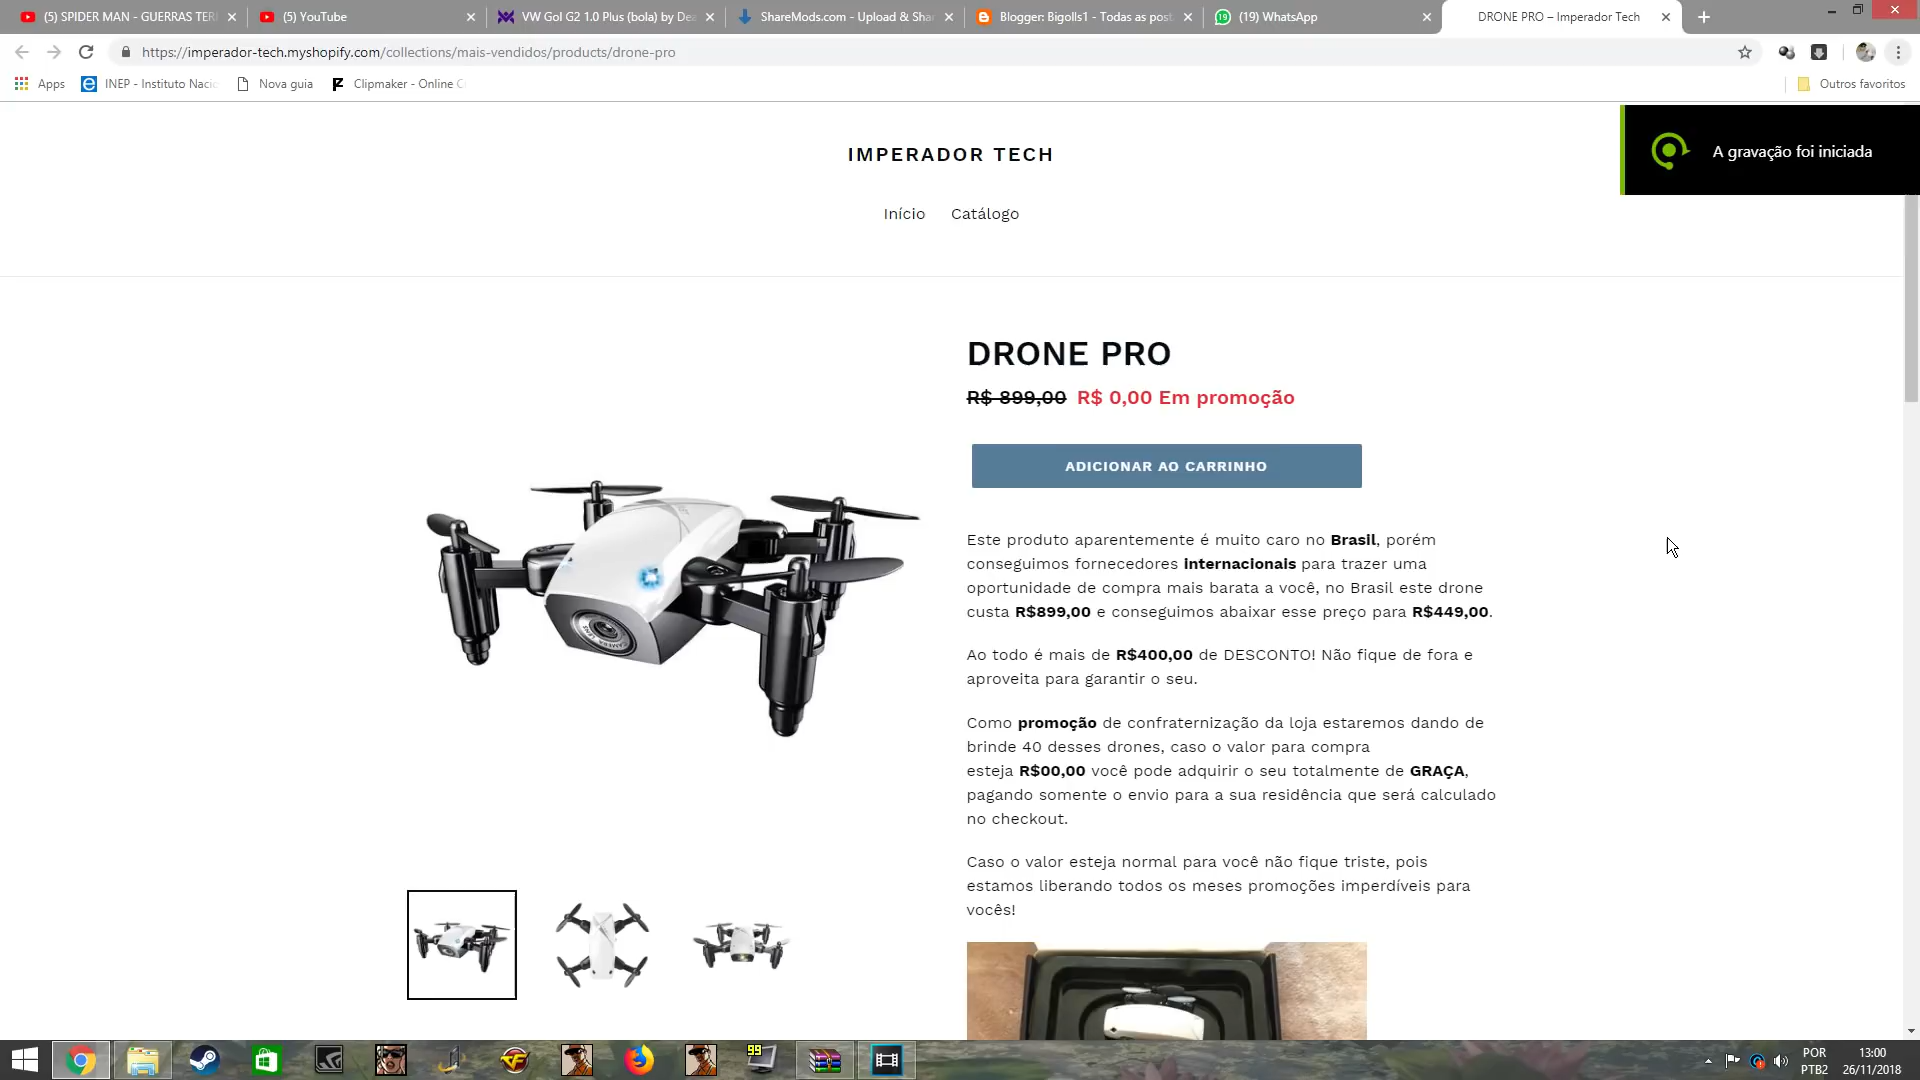 (5) SPIDER MAN - GUERRAS TERI
(5) YouTube
VW Gol G2 1.0 Plus (bola) by Dea
ShareMods.com - Upload & Shar
Blogger: Bigolls1 - Todas as post
(19) WhatsApp
DRONE PRO – Imperador Tech
https://imperador-tech.myshopify.com/collections/mais-vendidos/products/drone-pro
Apps
INEP - Instituto Nacio
Nova guia
Clipmaker - Online C
Outros favoritos
A gravação foi iniciada
IMPERADOR TECH
Início Catálogo
DRONE PRO
R$ 899,00 R$ 0,00 Em promoção
ADICIONAR AO CARRINHO
Este produto aparentemente é muito caro no Brasil, porém
conseguimos fornecedores internacionais para trazer uma
oportunidade de compra mais barata a você, no Brasil este drone
custa R$899,00 e conseguimos abaixar esse preço para R$449,00.
Ao todo é mais de R$400,00 de DESCONTO! Não fique de fora e
aproveita para garantir o seu.
Como promoção de confraternização da loja estaremos dando de
brinde 40 desses drones, caso o valor para compra
esteja R$00,00 você pode adquirir o seu totalmente de GRAÇA,
pagando somente o envio para a sua residência que será calculado
no checkout.
Caso o valor esteja normal para você não fique triste, pois
estamos liberando todos os meses promoções imperdíveis para
vocês!
99
POR
PTB2
13:00
26/11/2018